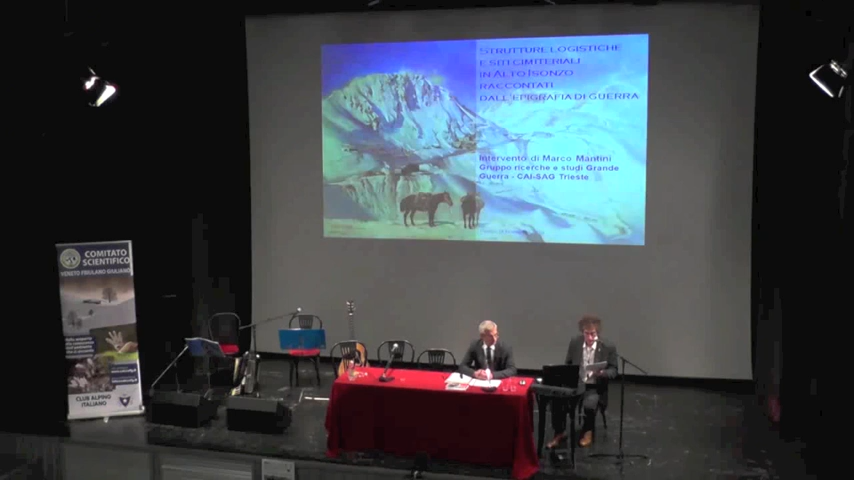 STRUTTURE LOGISTICHE
E SITI CIMITERIALI
IN ALTO ISONZO
RACCONTATI
DALL'EPIGRAFIA DI GUERRA
Intervento di Marco Mantini
Gruppo ricerche e studi Grande
Guerra - CAI-SAG Trieste
COMITATO
SCIENTIFICO
VENETO FRIULANO GIULIANO
CLUB ALPINO
ITALIANO